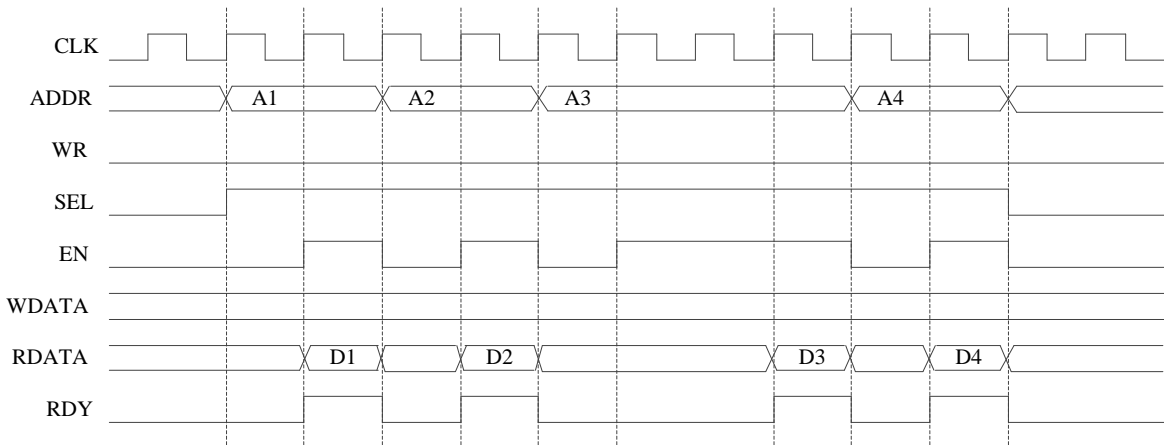 CLK
ADDR A1 A2 A3 A4
WR
SEL
EN
WDATA
RDATA D1 D2 D3 D4
RDY